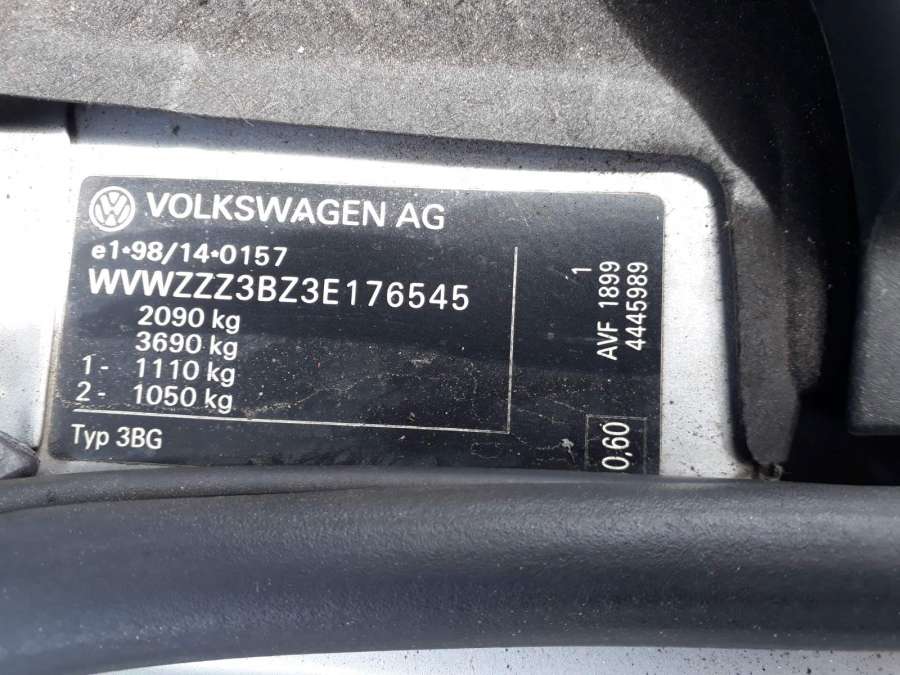 VOLKSWAGEN AG
e1*98/14*0157
WVWZZZ3BZ3E176545
2090 kg
3690 kg
1 - 1110 kg
2 - 1050 kg
Typ 3BG
1
AVF 1899
4445989
0,60